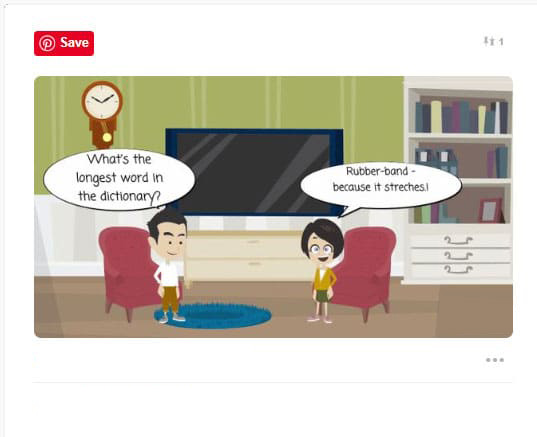 Save
1
What's the
longest word in
the dictionary?
Rubber-band -
because it streches.!